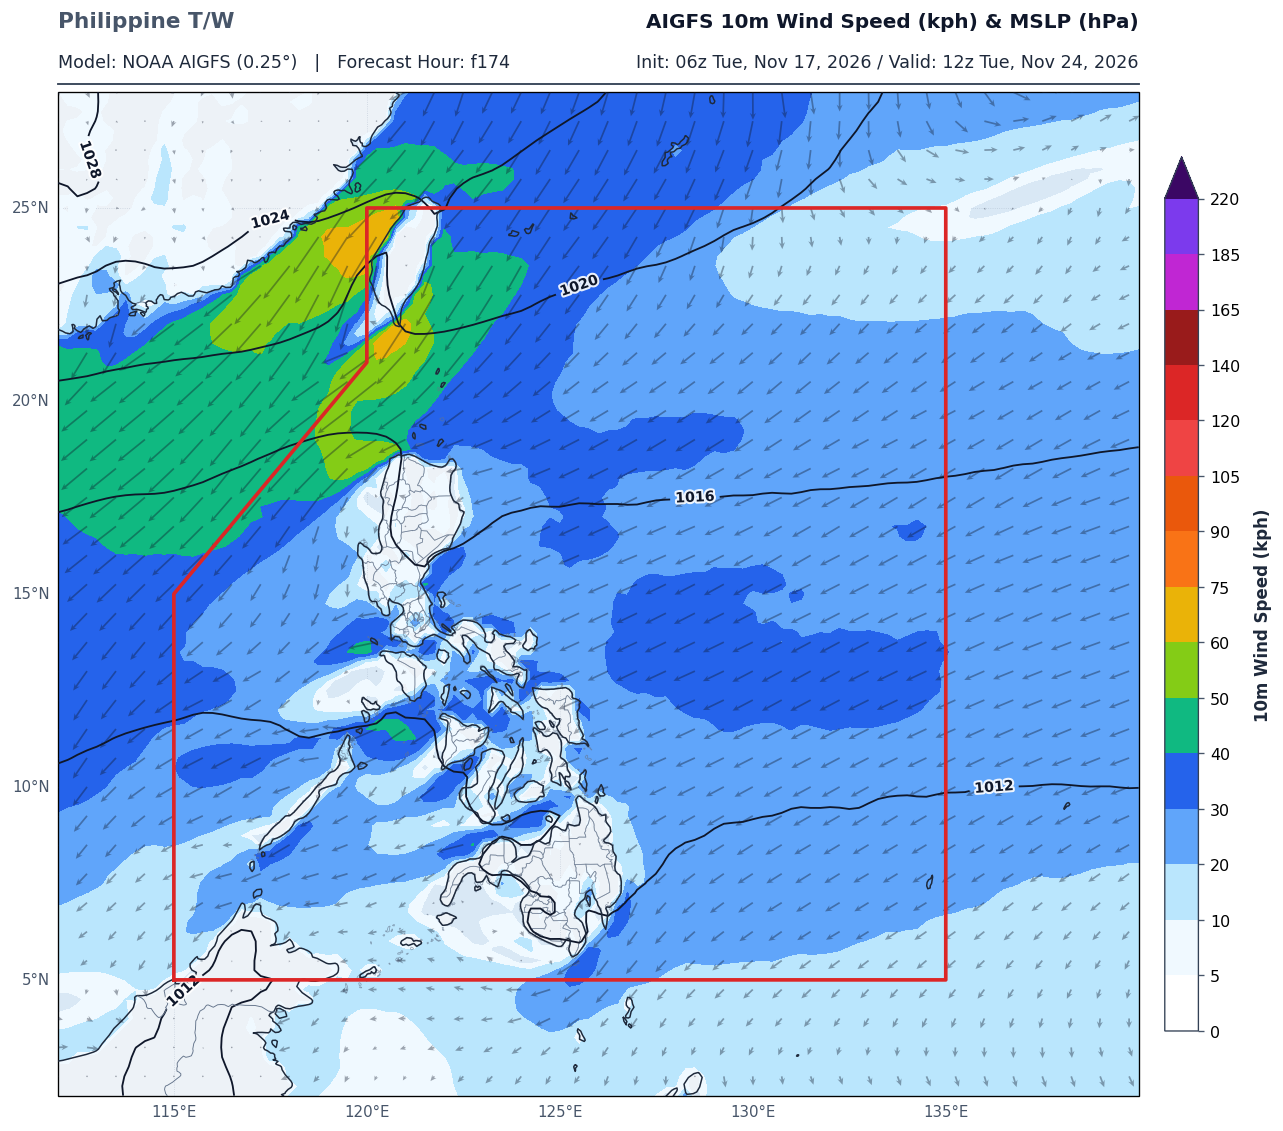 Philippine T/W
AIGFS 10m Wind Speed (kph) & MSLP (hPa)
Model: NOAA AIGFS (0.25°) | Forecast Hour: f174
Init: 06z Tue, Nov 17, 2026 / Valid: 12z Tue, Nov 24, 2026
1028
1024
1020
1016
1012
1012
25°N
20°N
15°N
10°N
5°N
115°E
120°E
125°E
130°E
135°E
220
185
165
140
120
105
90
75
60
50
40
30
20
10
5
0
10m Wind Speed (kph)